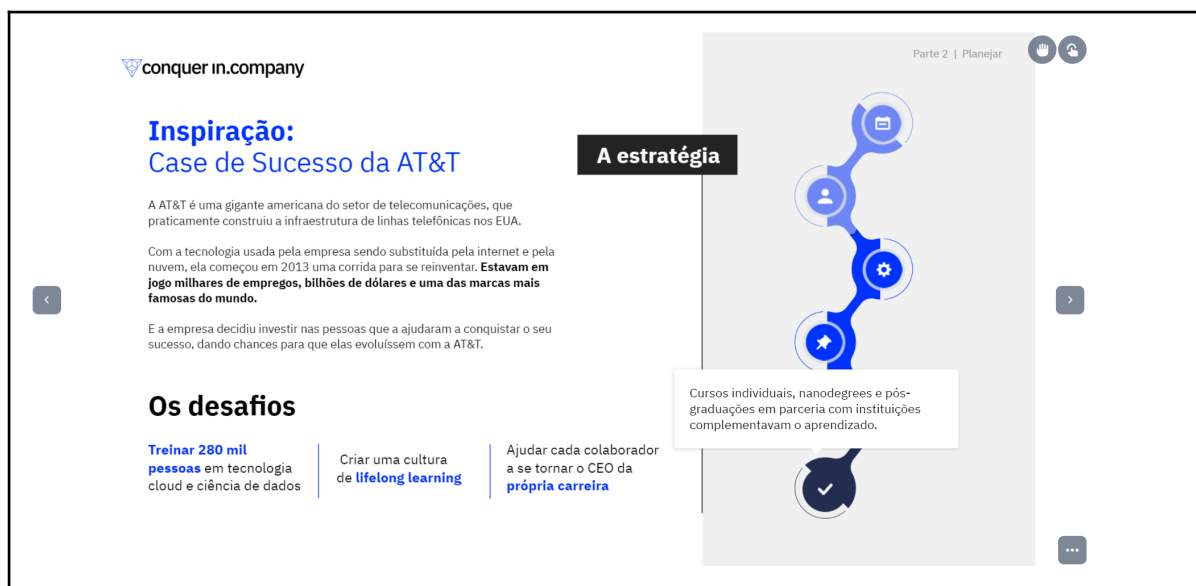 Parte 2 | Planejar
conquer in.company
Inspiração:
Case de Sucesso da AT&T
A AT&T é uma gigante americana do setor de telecomunicações, que
praticamente construiu a infraestrutura de linhas telefônicas nos EUA.
Com a tecnologia usada pela empresa sendo substituída pela internet e pela
nuvem, ela começou em 2013 uma corrida para se reinventar. Estavam em
jogo milhares de empregos, bilhões de dólares e uma das marcas mais
famosas do mundo.
E a empresa decidiu investir nas pessoas que a ajudaram a conquistar o seu
sucesso, dando chances para que elas evoluíssem com a AT&T.
Os desafios
Treinar 280 mil
pessoas em tecnologia
cloud e ciência de dados
Criar uma cultura
de lifelong learning
Ajudar cada colaborador
a se tornar o CEO da
própria carreira
A estratégia
Cursos individuais, nanodegrees e pós-
graduações em parceria com instituições
complementavam o aprendizado.